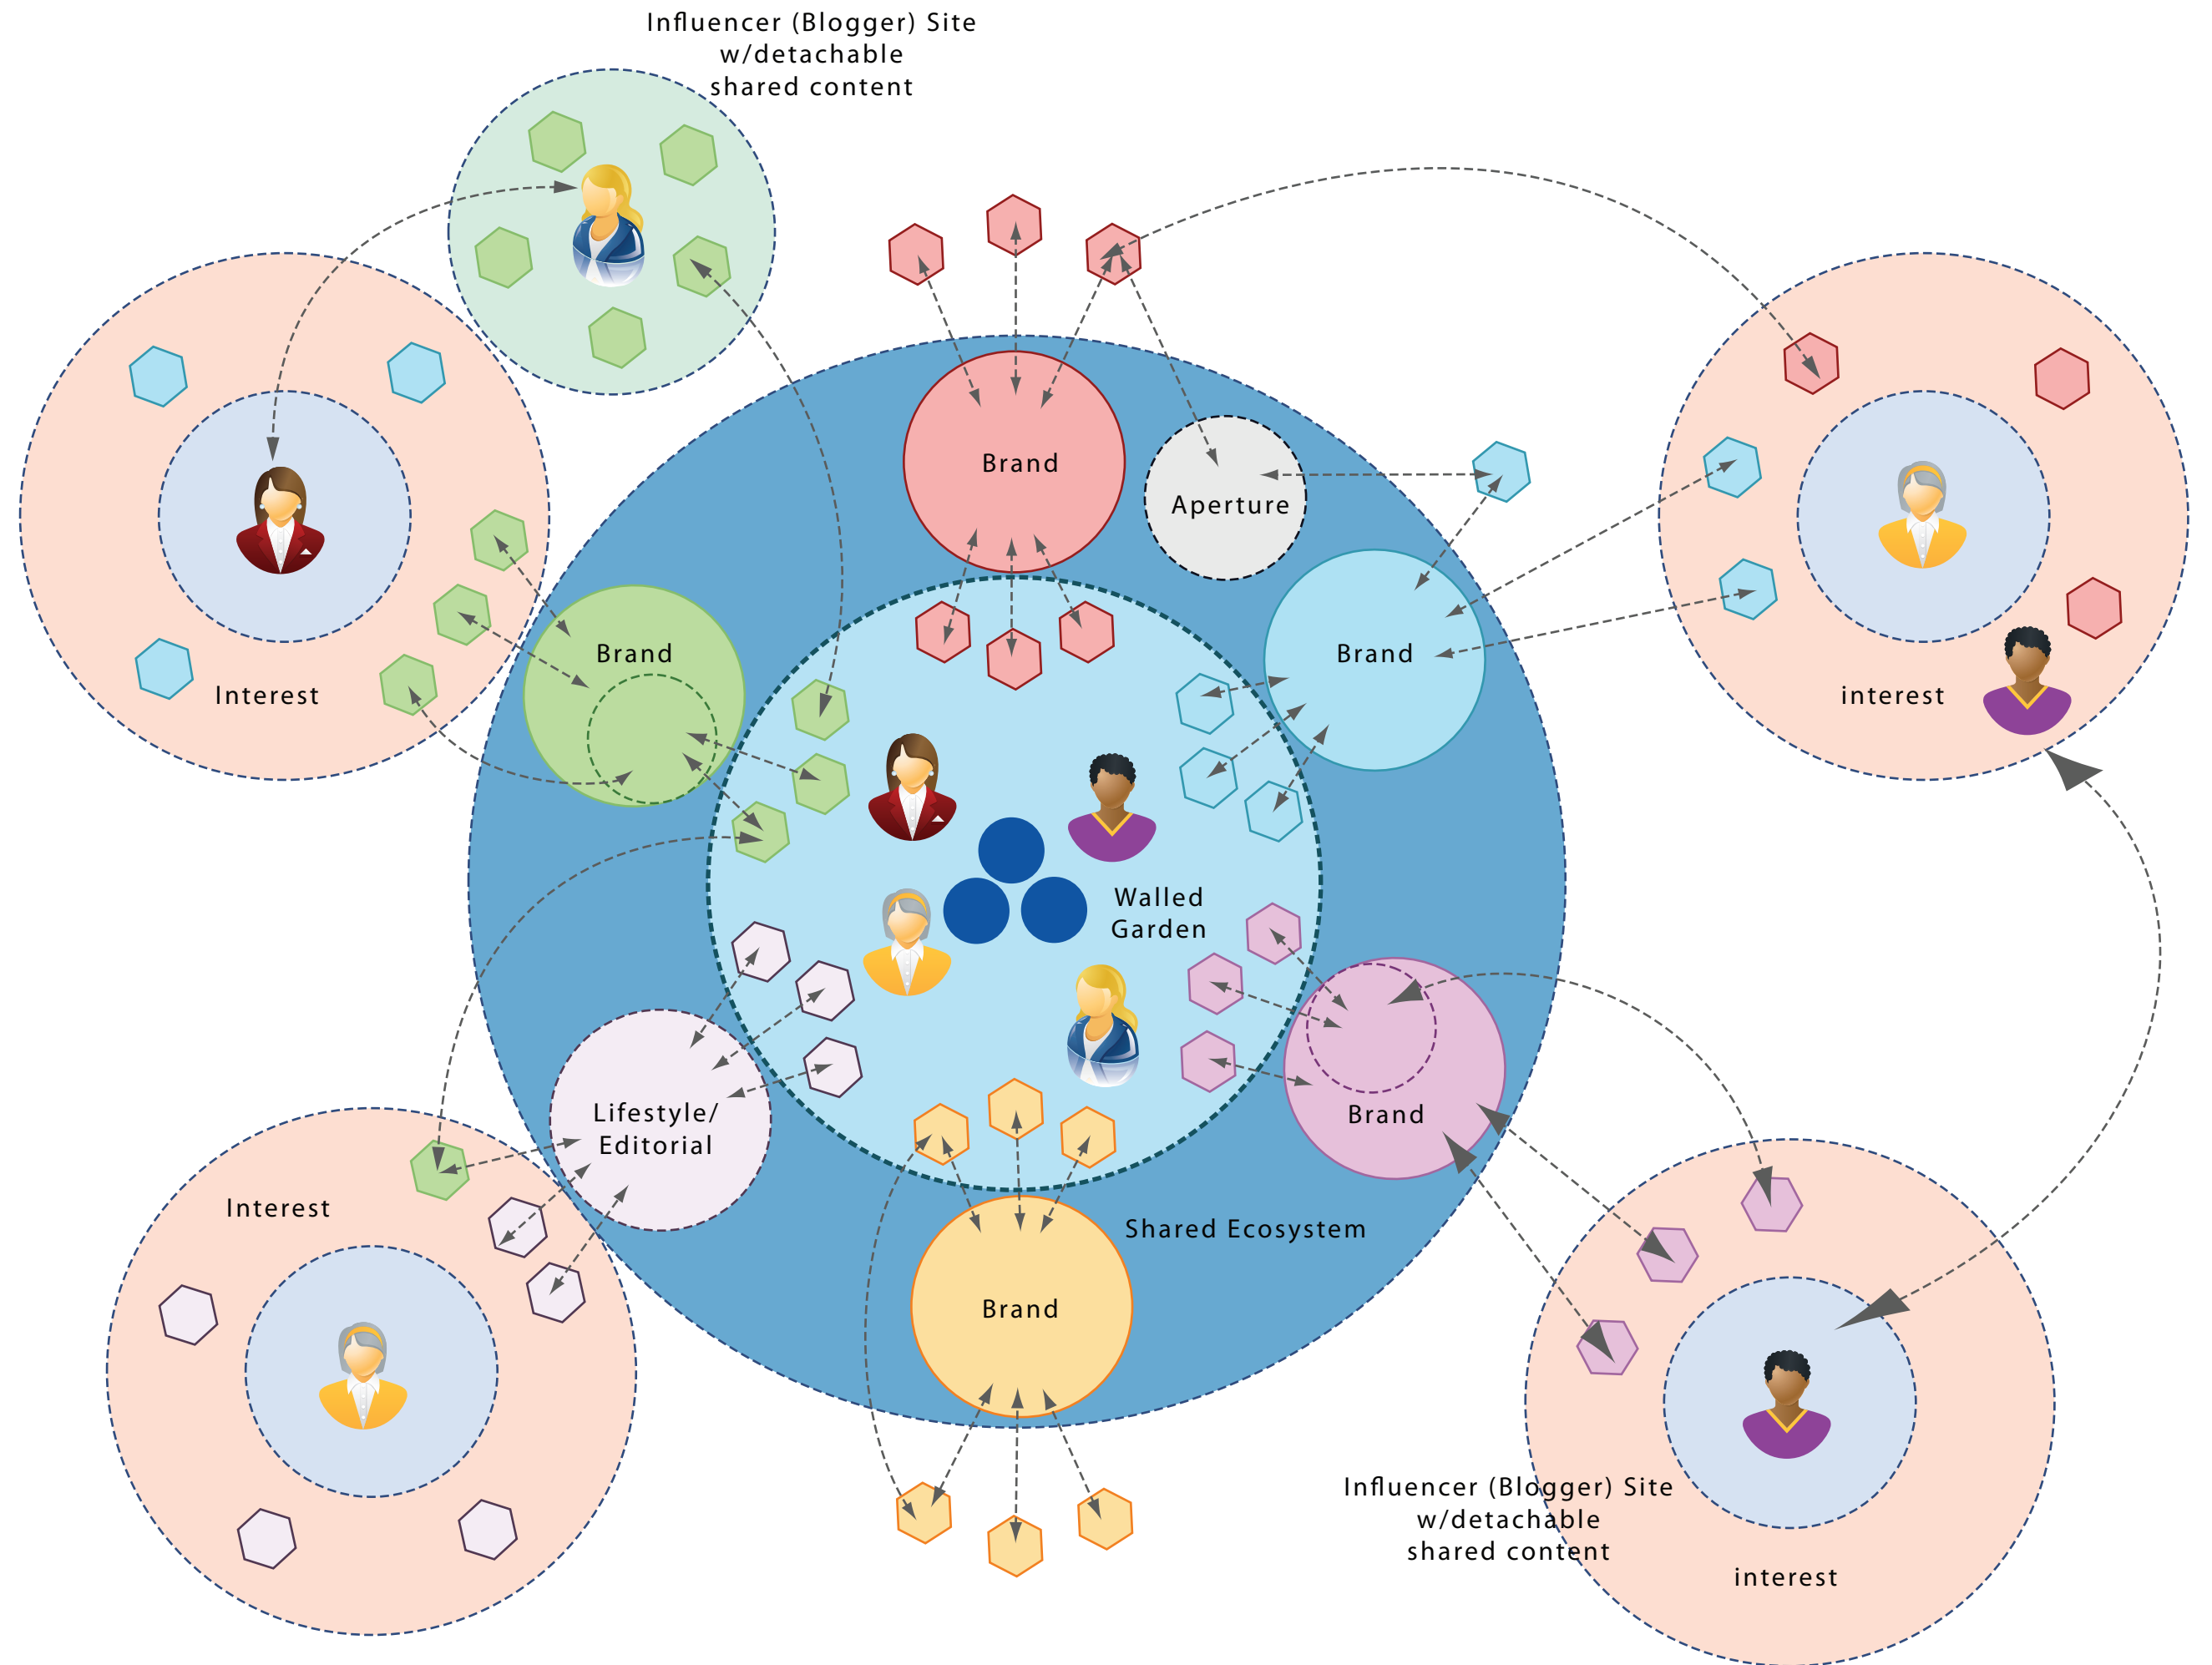 Influencer (Blogger) Site
w/detachable
shared content
Brand
Aperture
Brand
Brand
Interest
interest
Walled
Garden
Lifestyle/
Editorial
Brand
Interest
Shared Ecosystem
Brand
Influencer (Blogger) Site
w/detachable
shared content
interest